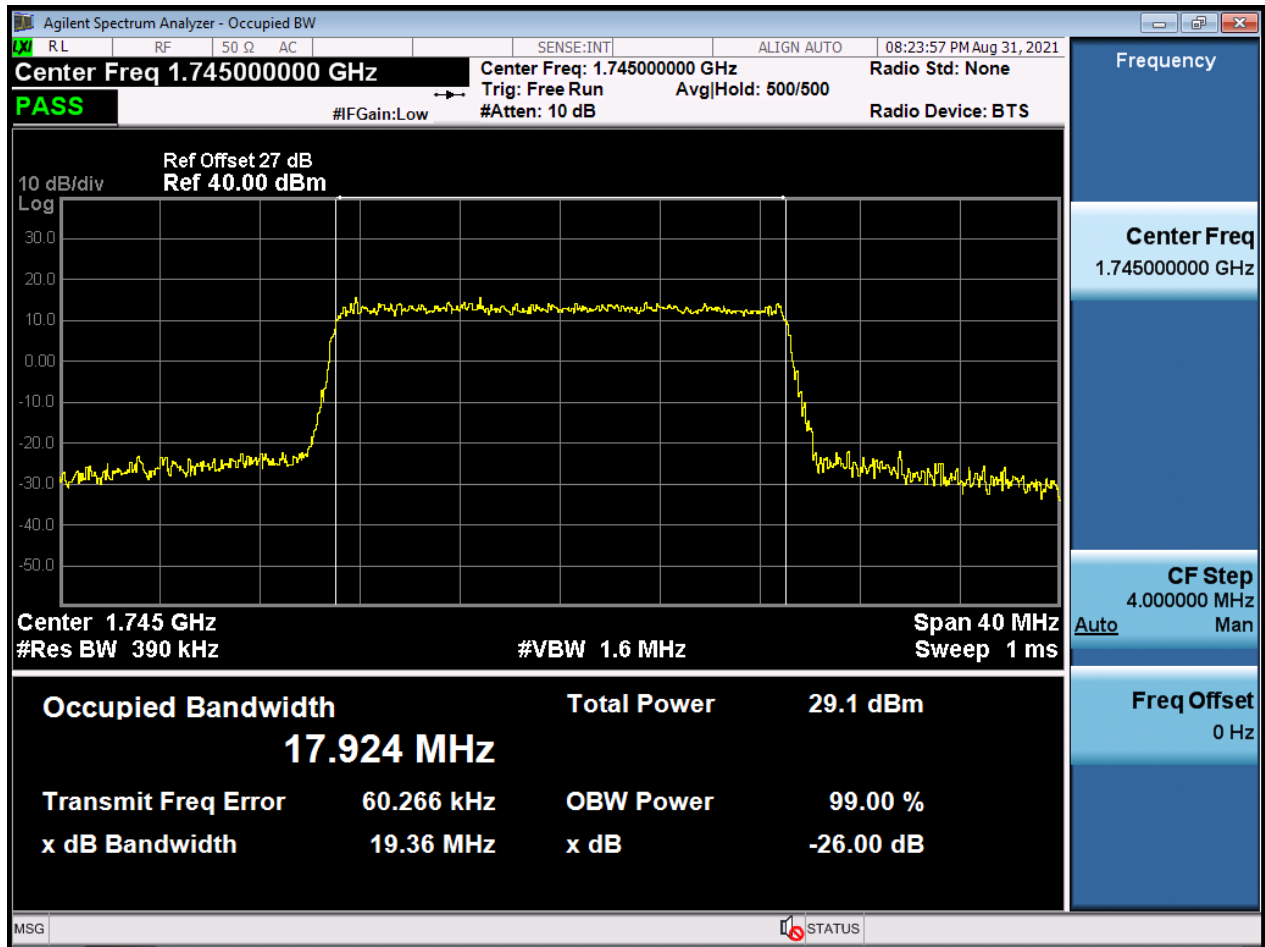 Agilent Spectrum Analyzer - Occupied BW
LXI RL RF 50 Ω AC SENSE:INT ALIGN AUTO 08:23:57 PM Aug 31, 2021
Center Freq 1.745000000 GHz
PASS
#IFGain:Low
Center Freq: 1.745000000 GHz
Trig: Free Run Avg|Hold: 500/500
#Atten: 10 dB
Radio Std: None
Radio Device: BTS
Ref Offset 27 dB
10 dB/div Ref 40.00 dBm
Log
30.0
20.0
10.0
0.00
-10.0
-20.0
-30.0
-40.0
-50.0
Center 1.745 GHz Span 40 MHz
#Res BW 390 kHz #VBW 1.6 MHz Sweep 1 ms
Occupied Bandwidth Total Power 29.1 dBm
17.924 MHz
Transmit Freq Error 60.266 kHz OBW Power 99.00 %
x dB Bandwidth 19.36 MHz x dB -26.00 dB
MSG STATUS
Frequency
Center Freq
1.745000000 GHz
CF Step
4.000000 MHz
Auto Man
Freq Offset
0 Hz